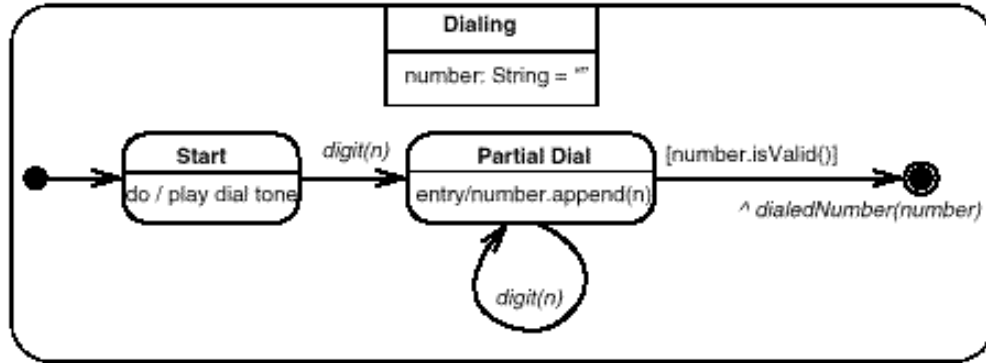 Dialing
number: String = “”
Start
do / play dial tone
digit(n)
Partial Dial
entry/number.append(n)
[number.isValid()]
^ dialedNumber(number)
digit(n)